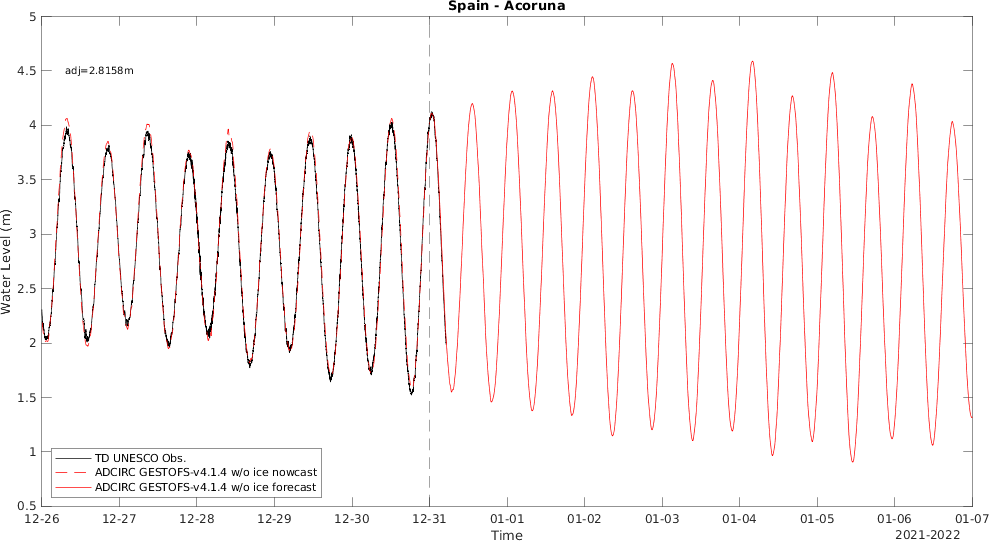 Spain - Acoruna
5
4.5
4
3.5
3
2.5
2
1.5
1
0.5
Water Level (m)
adj=2.8158m
TD UNESCO Obs.
ADCIRC GESTOFS-v4.1.4 w/o ice nowcast
ADCIRC GESTOFS-v4.1.4 w/o ice forecast
12-26 12-27 12-28 12-29 12-30 12-31 01-01 01-02 01-03 01-04 01-05 01-06 01-07
Time
2021-2022